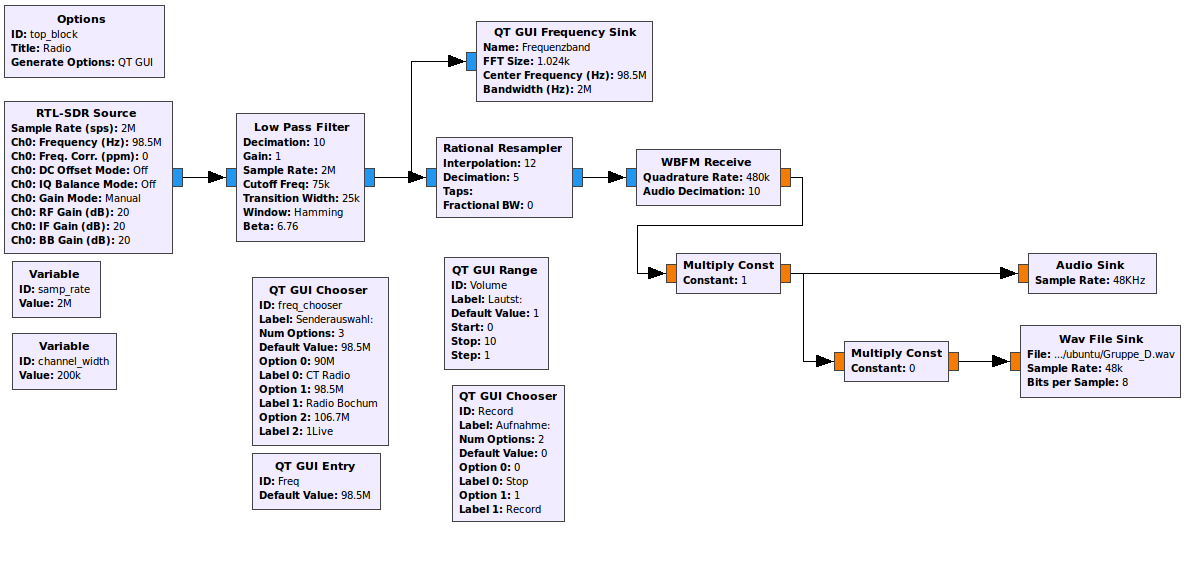 Options
ID: top_block
Title: Radio
Generate Options: QT GUI
RTL-SDR Source
Sample Rate (sps): 2M
Ch0: Frequency (Hz): 98.5M
Ch0: Freq. Corr. (ppm): 0
Ch0: DC Offset Mode: Off
Ch0: IQ Balance Mode: Off
Ch0: Gain Mode: Manual
Ch0: RF Gain (dB): 20
Ch0: IF Gain (dB): 20
Ch0: BB Gain (dB): 20
Variable
ID: samp_rate
Value: 2M
Variable
ID: channel_width
Value: 200k
Low Pass Filter
Decimation: 10
Gain: 1
Sample Rate: 2M
Cutoff Freq: 75k
Transition Width: 25k
Window: Hamming
Beta: 6.76
QT GUI Chooser
ID: freq_chooser
Label: Senderauswahl:
Num Options: 3
Default Value: 98.5M
Option 0: 90M
Label 0: CT Radio
Option 1: 98.5M
Label 1: Radio Bochum
Option 2: 106.7M
Label 2: 1Live
QT GUI Entry
ID: Freq
Default Value: 98.5M
QT GUI Frequency Sink
Name: Frequenzband
FFT Size: 1.024k
Center Frequency (Hz): 98.5M
Bandwidth (Hz): 2M
Rational Resampler
Interpolation: 12
Decimation: 5
Taps:
Fractional BW: 0
QT GUI Range
ID: Volume
Label: Lautst:
Default Value: 1
Start: 0
Stop: 10
Step: 1
QT GUI Chooser
ID: Record
Label: Aufnahme:
Num Options: 2
Default Value: 0
Option 0: 0
Label 0: Stop
Option 1: 1
Label 1: Record
WBFM Receive
Quadrature Rate: 480k
Audio Decimation: 10
Multiply Const
Constant: 1
Multiply Const
Constant: 0
Audio Sink
Sample Rate: 48KHz
Wav File Sink
File: .../ubuntu/Gruppe_D.wav
Sample Rate: 48k
Bits per Sample: 8